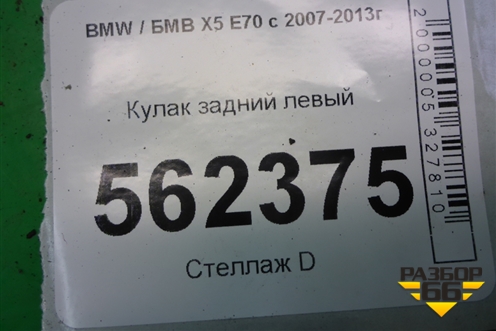 BMW / БМВ X5 E70 с 2007-2013г
Кулак задний левый
562375
Стеллаж D
2000005327810
РАЗБОР
66